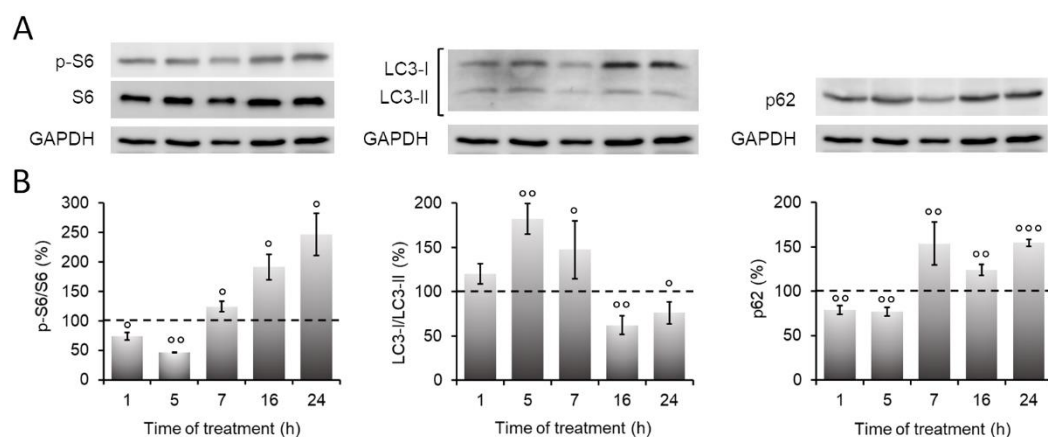 A
p-S6
S6
GAPDH
LC3-I
LC3-II
GAPDH
p62
GAPDH
B
p-S6/S6 (%)
300
250
200
150
100
50
0
1 5 7 16 24
Time of treatment (h)
LC3-I/LC3-II (%)
200
150
100
50
0
1 5 7 16 24
Time of treatment (h)
p62 (%)
200
150
100
50
0
1 5 7 16 24
Time of treatment (h)